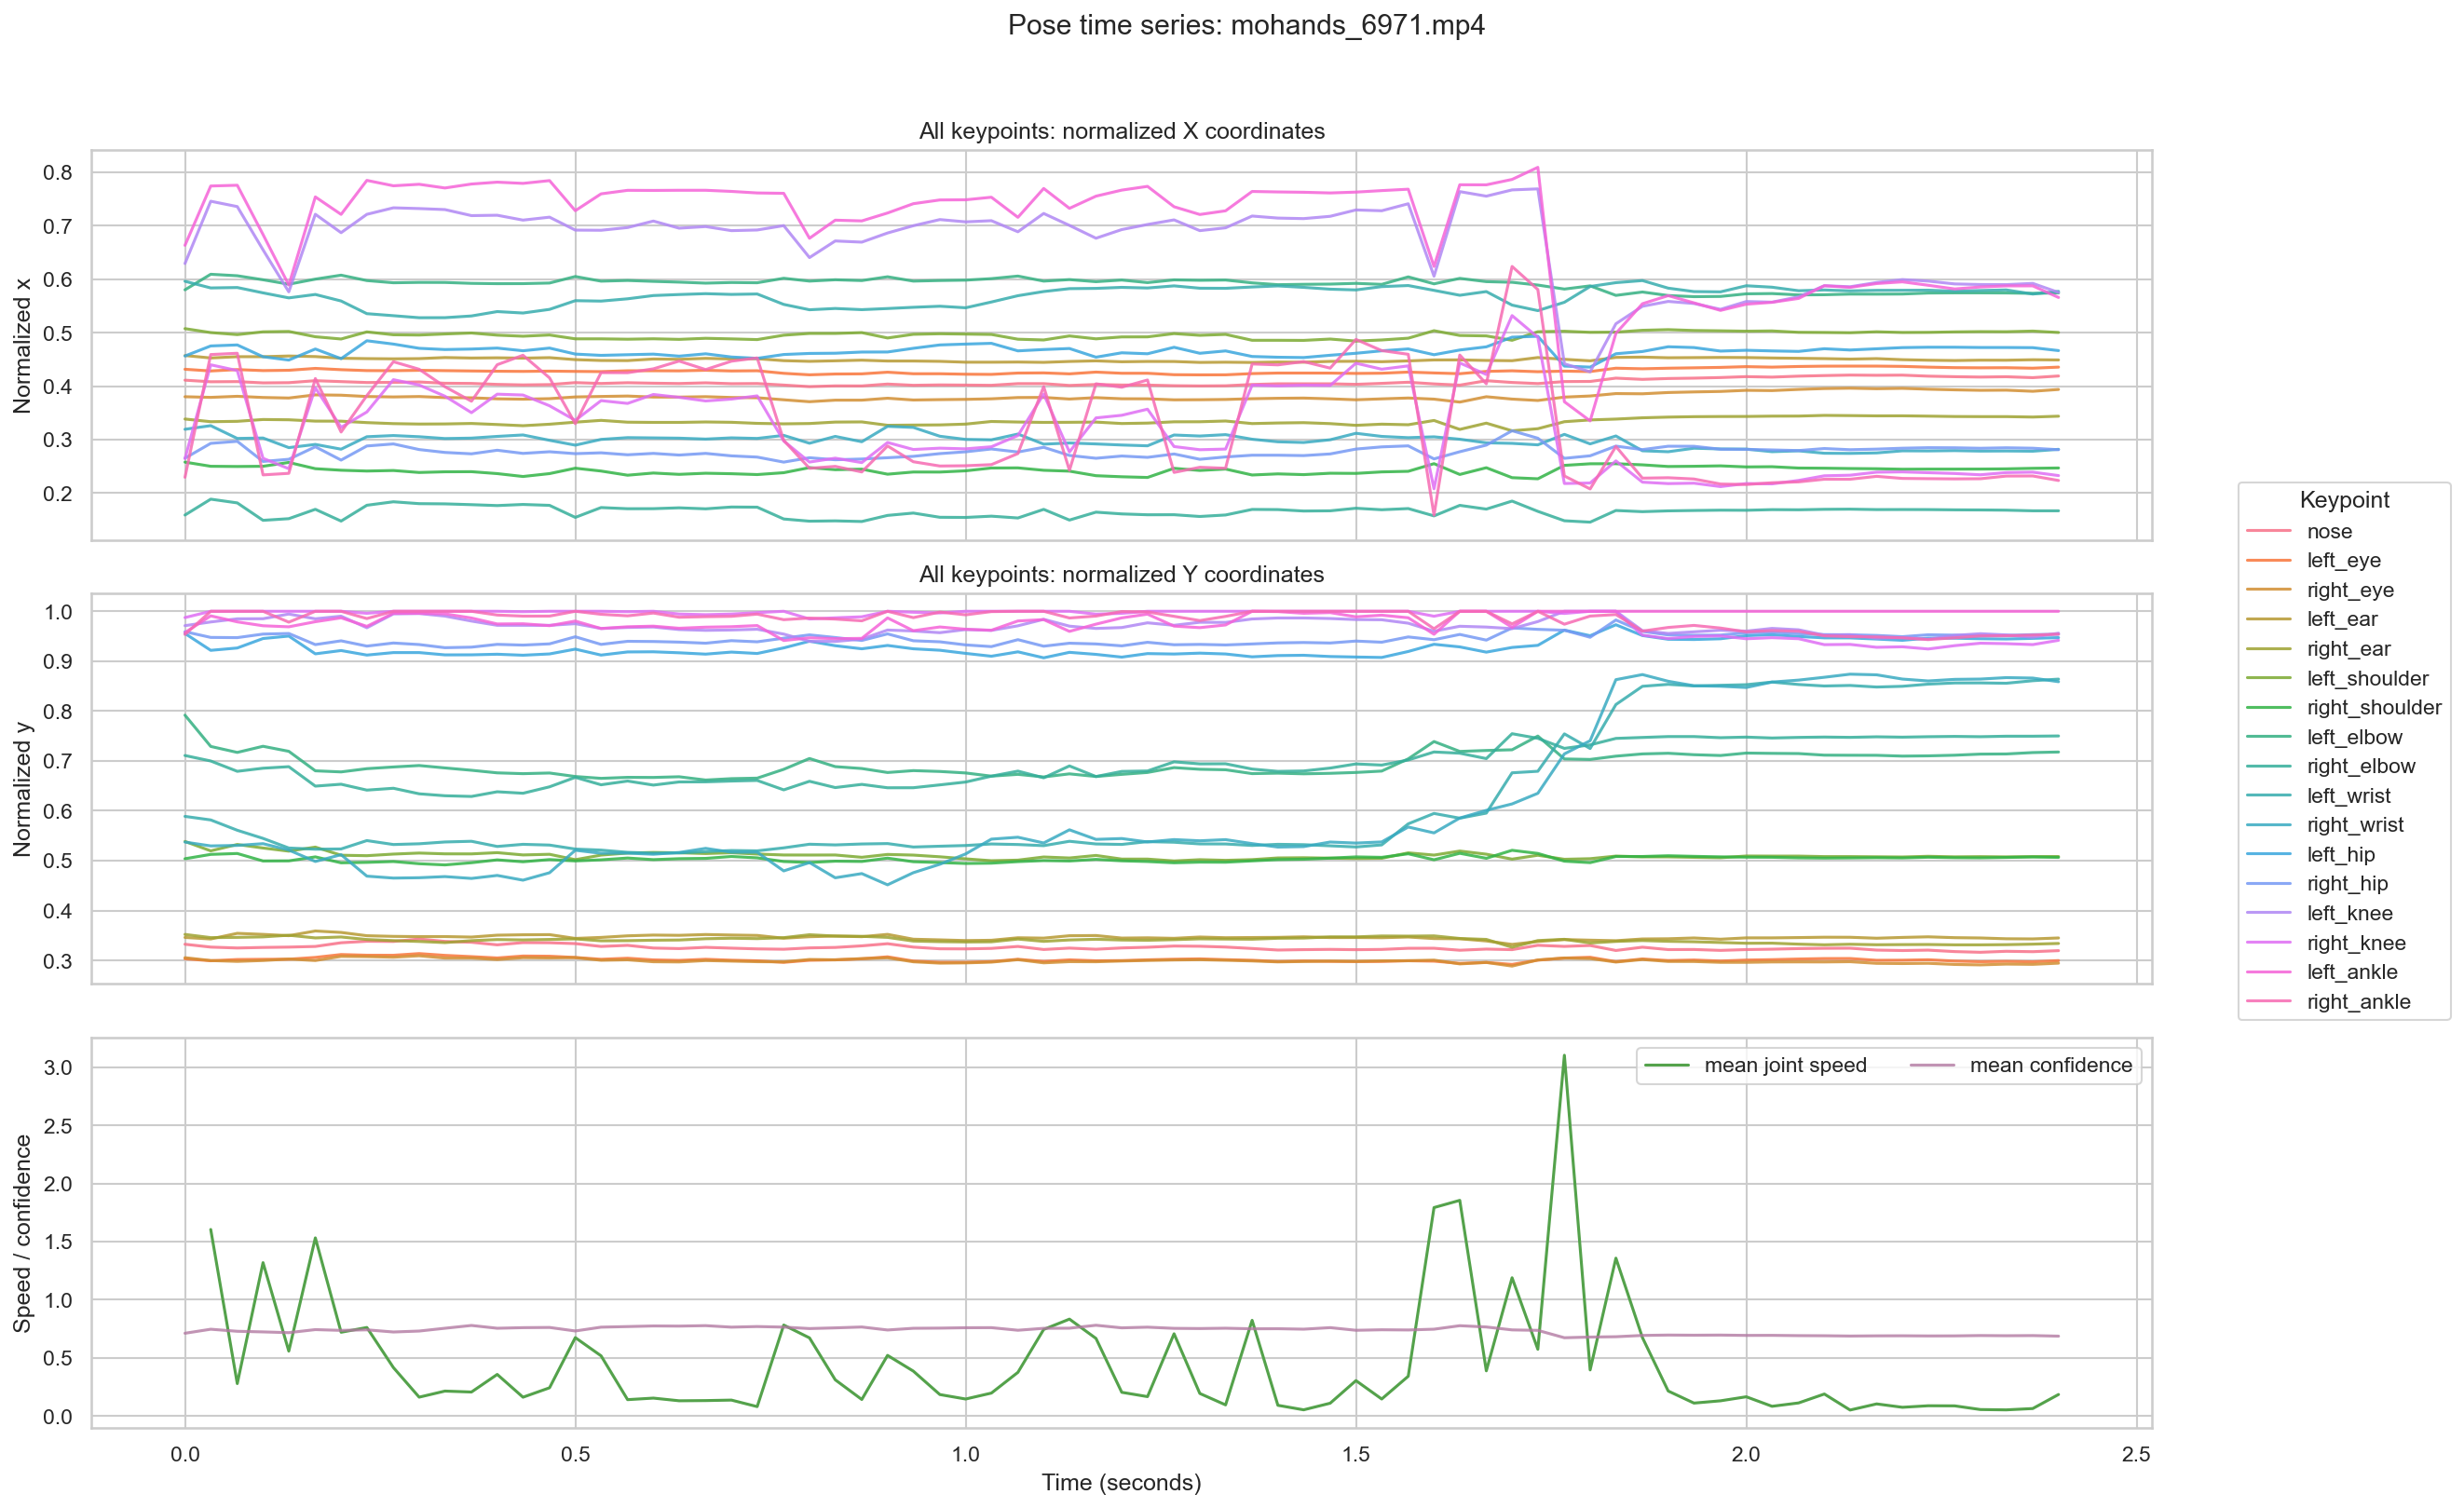 Pose time series: mohands_6971.mp4
All keypoints: normalized X coordinates
Normalized x
0.8
0.7
0.6
0.5
0.4
0.3
0.2
All keypoints: normalized Y coordinates
Normalized y
1.0
0.9
0.8
0.7
0.6
0.5
0.4
0.3
Keypoint
nose
left_eye
right_eye
left_ear
right_ear
left_shoulder
right_shoulder
left_elbow
right_elbow
left_wrist
right_wrist
left_hip
right_hip
left_knee
right_knee
left_ankle
right_ankle
Speed / confidence
3.0
2.5
2.0
1.5
1.0
0.5
0.0
mean joint speed mean confidence
0.0 0.5 1.0 1.5 2.0 2.5
Time (seconds)